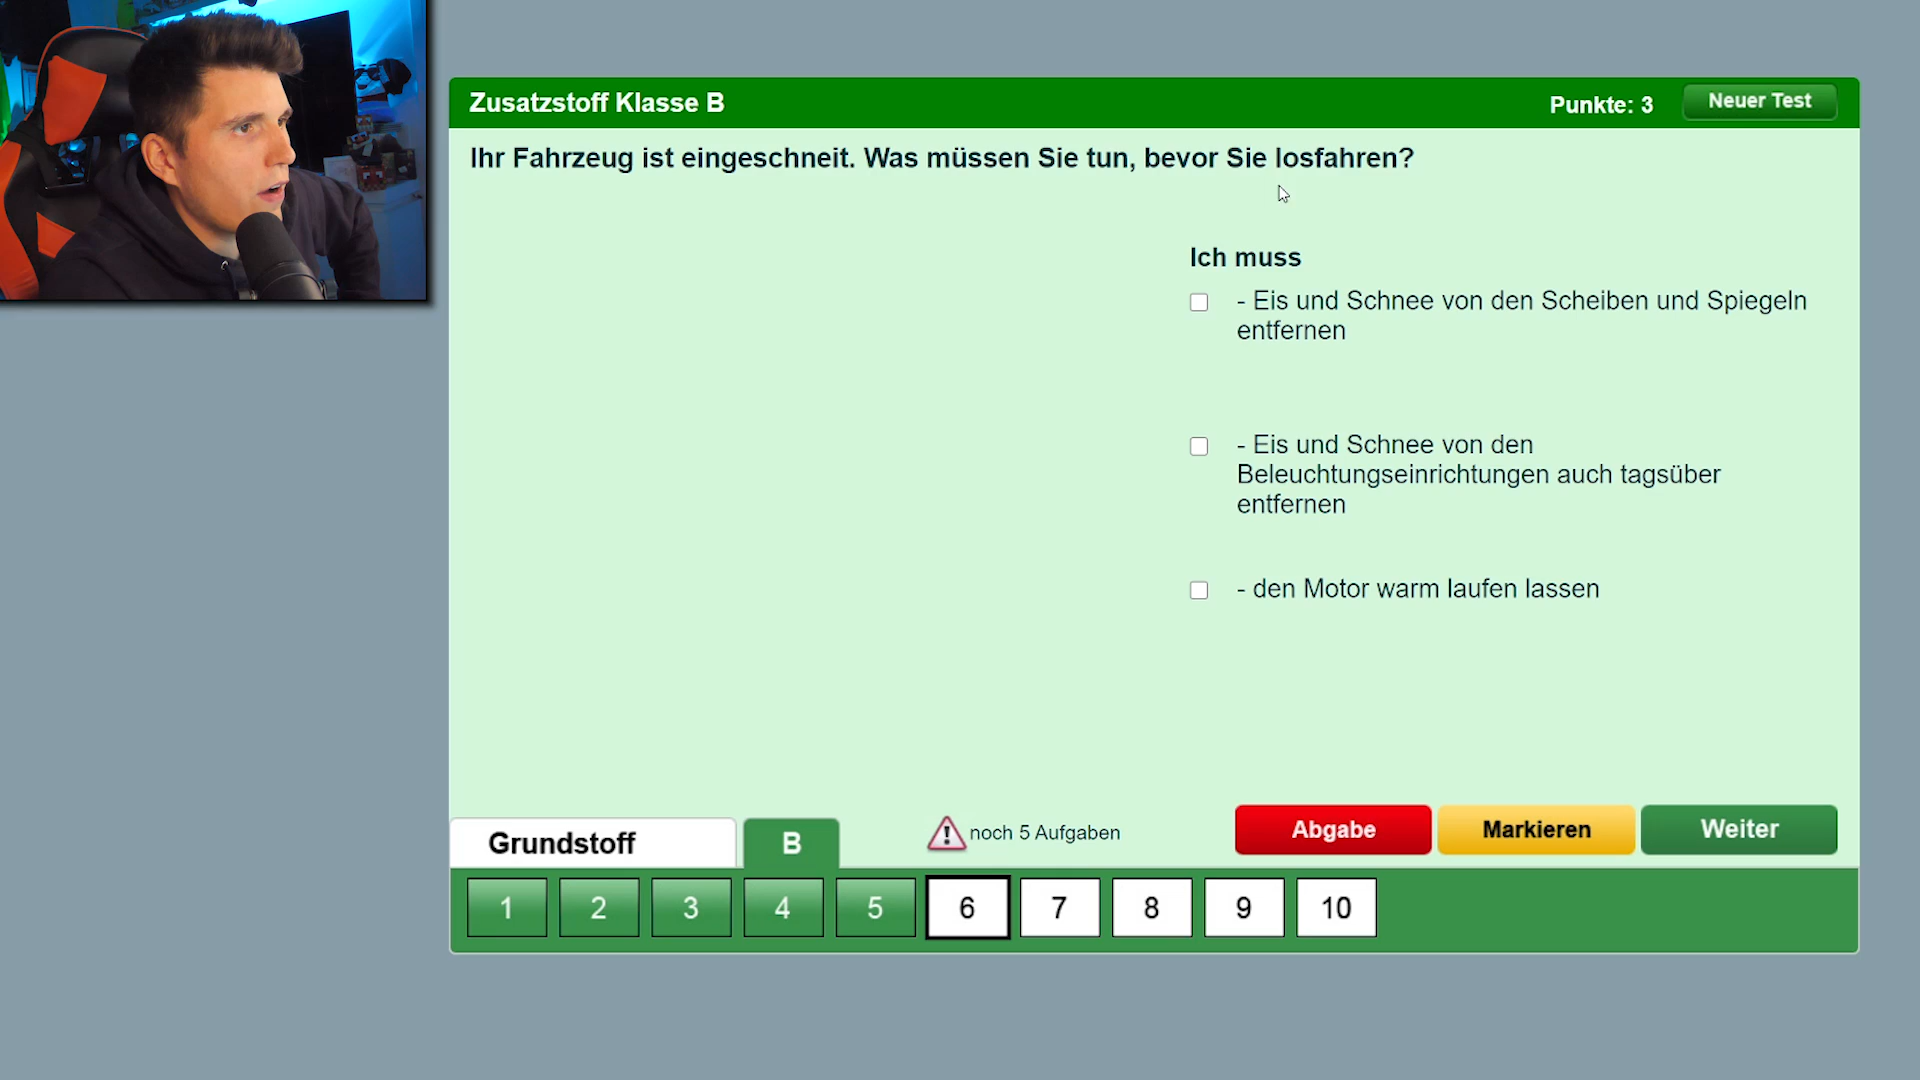 Zusatzstoff Klasse B
Punkte: 3
Neuer Test
Ihr Fahrzeug ist eingeschneit. Was müssen Sie tun, bevor Sie losfahren?
Ich muss
- Eis und Schnee von den Scheiben und Spiegeln
entfernen
- Eis und Schnee von den
Beleuchtungseinrichtungen auch tagsüber
entfernen
- den Motor warm laufen lassen
Grundstoff
B
noch 5 Aufgaben
Abgabe
Markieren
Weiter
1 2 3 4 5 6 7 8 9 10